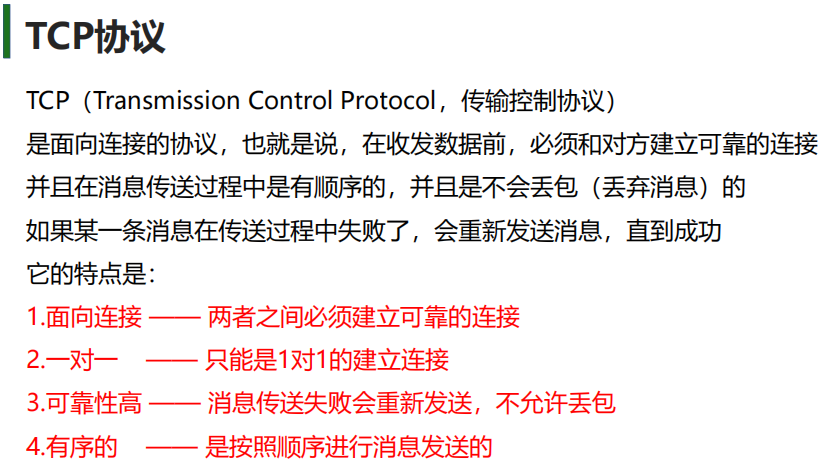 TCP协议
TCP（Transmission Control Protocol，传输控制协议）
是面向连接的协议，也就是说，在收发数据前，必须和对方建立可靠的连接
并且在消息传送过程中是有顺序的，并且是不会丢包（丢弃消息）的
如果某一条消息在传送过程中失败了，会重新发送消息，直到成功
它的特点是：
1.面向连接 —— 两者之间必须建立可靠的连接
2.一对一 —— 只能是1对1的建立连接
3.可靠性高 —— 消息传送失败会重新发送，不允许丢包
4.有序的 —— 是按照顺序进行消息发送的